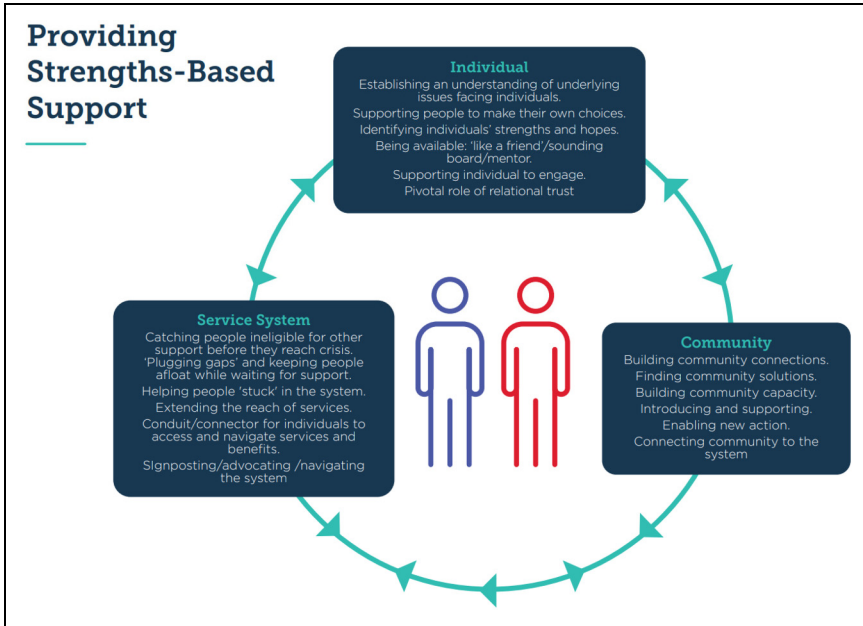 Providing
Strengths-Based
Support
Individual
Establishing an understanding of underlying
issues facing individuals.
Supporting people to make their own choices.
Identifying individuals' strengths and hopes.
Being available: 'like a friend'/sounding
board/mentor.
Supporting individual to engage.
Pivotal role of relational trust
Service System
Catching people ineligible for other
support before they reach crisis.
'Plugging gaps' and keeping people
afloat while waiting for support.
Helping people 'stuck' in the system.
Extending the reach of services.
Conduit/connector for individuals to
access and navigate services and
benefits.
SIgnposting/advocating /navigating
the system
Community
Building community connections.
Finding community solutions.
Building community capacity.
Introducing and supporting.
Enabling new action.
Connecting community to the
system